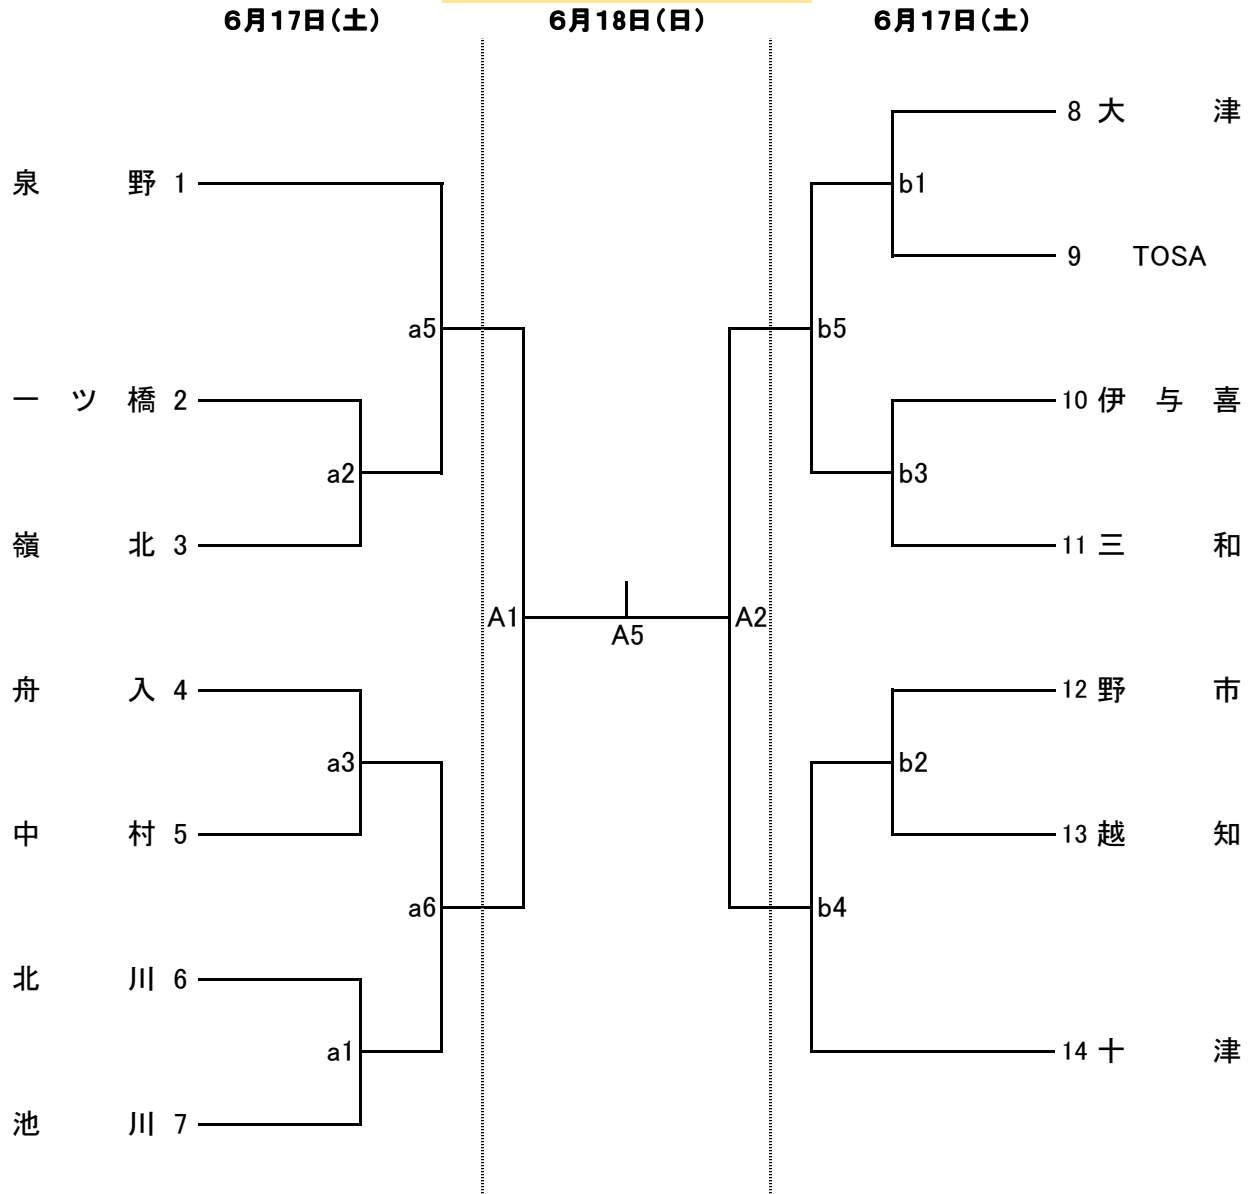 6月17日(土)
6月18日(日)
6月17日(土)
泉野 1
一ツ橋 2
嶺北 3
舟入 4
中村 5
北川 6
池川 7
a5
a2
a3
a6
a1
A1
A5
A2
b1
b5
b3
b2
b4
8 大津
9 TOSA
10 伊与喜
11 三和
12 野市
13 越知
14 十津